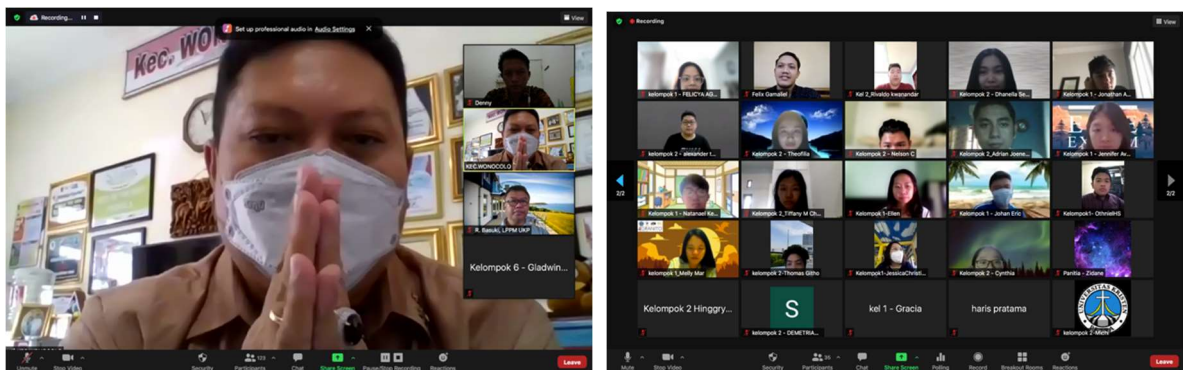 Recording...
View
Set up professional audio in Audio Settings
Kec. WON
Denny
KEC.WONOCOLO
R. Basuki, LPPM UKP
Kelompok 6 - Gladwin...
Unmute
Stop Video
Security
Participants
123
Chat
Share Screen
Pause/Stop Recording
Reactions
Leave
Recording
View
kelompok 1 - FELICYA AG...
Felix Gamaliel
Kel 2_Rivaldo kwanandar
Kelompok 2 - Dhanella Se...
Kelompok 1 - Jonathan A...
kelompok 2 - alexander t...
Kelompok 2 - Theofilia
Kelompok 2 - Nelson C
Kelompok 2_Adrian Joene...
Kelompok 1 - Jennifer Av...
2/2
2/2
Kelompok 1 - Natanael Ke...
Kelompok 2_Tiffany M Ch...
Kelompok 1-Ellen
Kelompok 1 - Johan Eric
Kelompok1- OthnielHS
kelompok 1_Melly Mar
kelompok 2-Thomas Githo
Kelompok1-JessicaChristi...
Kelompok 2 - Cynthia
Panitia - Zidane
Kelompok 2 Hinggry...
S
kelompok 2 - DEMETRIA...
kel 1 - Gracia
haris pratama
UNIVERSITAS KRISTEN
Mute
Stop Video
Security
Participants
Chat
Share Screen
Polling
Record
Breakout Rooms
Reactions
Leave